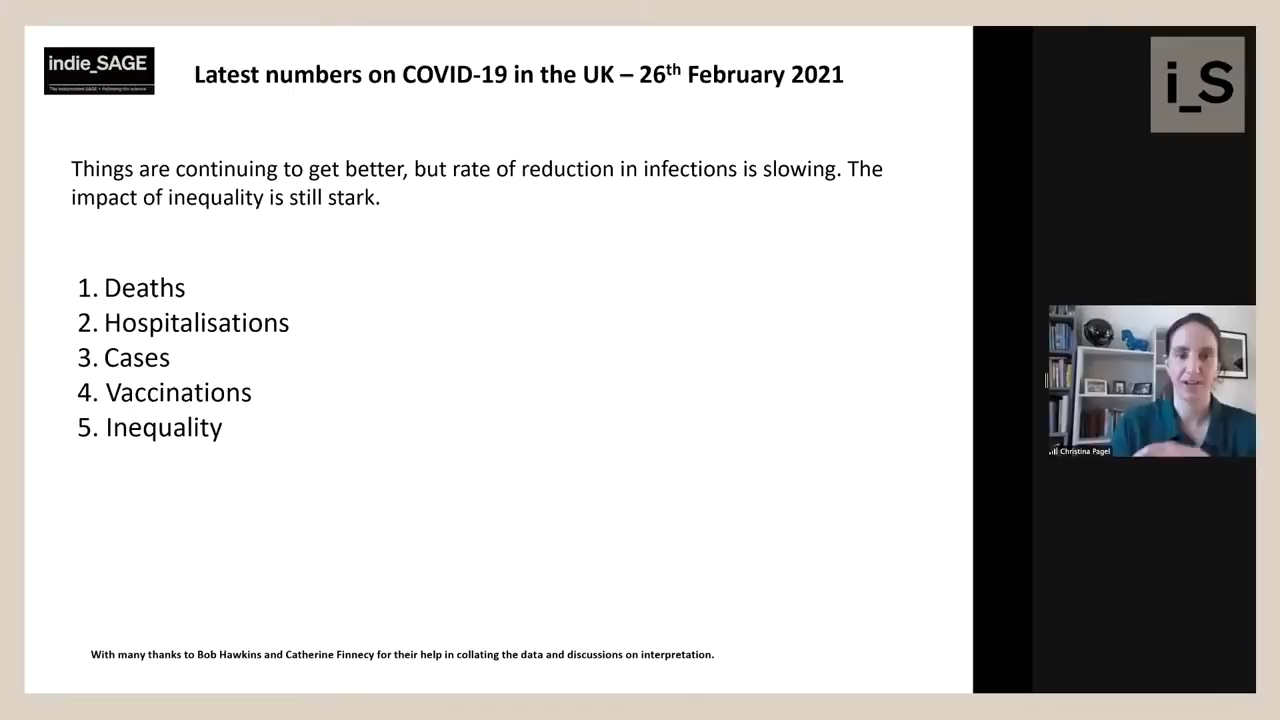 indie_SAGE
The Independent SAGE • Following the science
Latest numbers on COVID-19 in the UK – 26th February 2021
Things are continuing to get better, but rate of reduction in infections is slowing. The
impact of inequality is still stark.
1. Deaths
2. Hospitalisations
3. Cases
4. Vaccinations
5. Inequality
With many thanks to Bob Hawkins and Catherine Finnecy for their help in collating the data and discussions on interpretation.
i_S
Christina Pagel